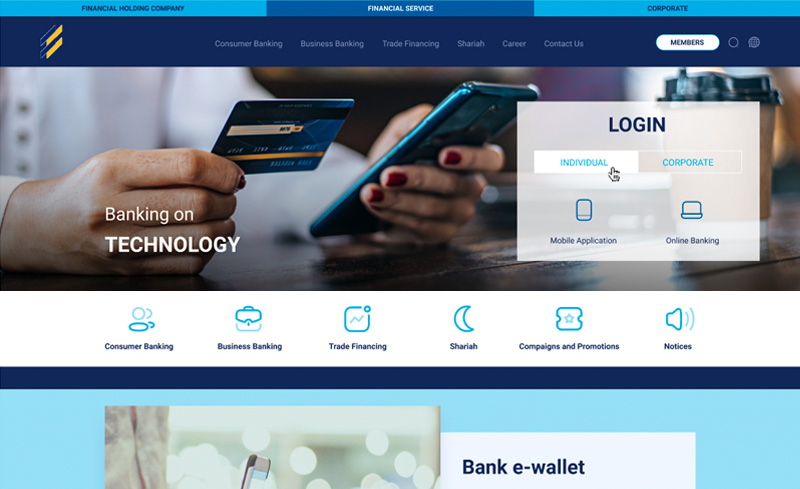 FINANCIAL HOLDING COMPANY
FINANCIAL SERVICE
CORPORATE
Consumer Banking
Business Banking
Trade Financing
Shariah
Career
Contact Us
MEMBERS
LOGIN
INDIVIDUAL
CORPORATE
Mobile Application
Online Banking
Banking on
TECHNOLOGY
Consumer Banking
Business Banking
Trade Financing
Shariah
Compaigns and Promotions
Notices
Bank e-wallet